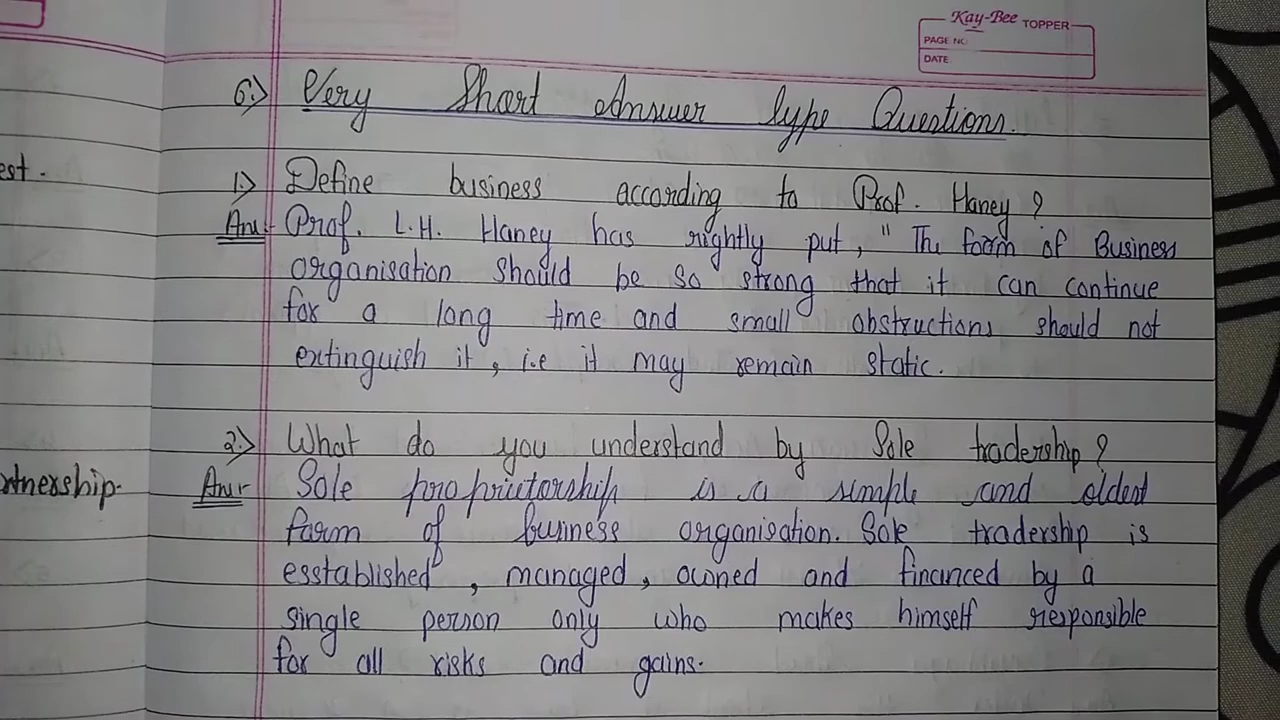 Kay-Bee TOPPER
PAGE NO
DATE
6.) Very Short Answer type Questions.
est.
1.) Define business according to Prof. Haney ?
Ans:- Prof. L.H. Haney has rightly put, " The form of Business
organisation should be so strong that it can continue
for a long time and small obstructions should not
extinguish it, i.e it may remain static.
2.) What do you understand by Sole tradership ?
rtnership.
Ans:- Sole proprietorship is a simple and oldest
form of business organisation. Sole tradership is
esstablished , managed, owned and financed by a
single person only who makes himself responsible
for all risks and gains.